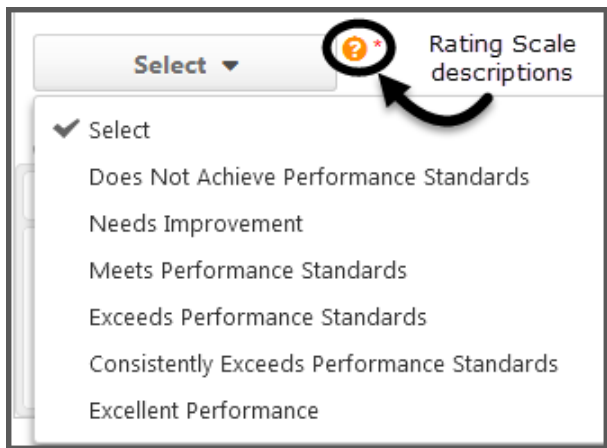 Select
? *
Rating Scale
descriptions
Select
Does Not Achieve Performance Standards
Needs Improvement
Meets Performance Standards
Exceeds Performance Standards
Consistently Exceeds Performance Standards
Excellent Performance